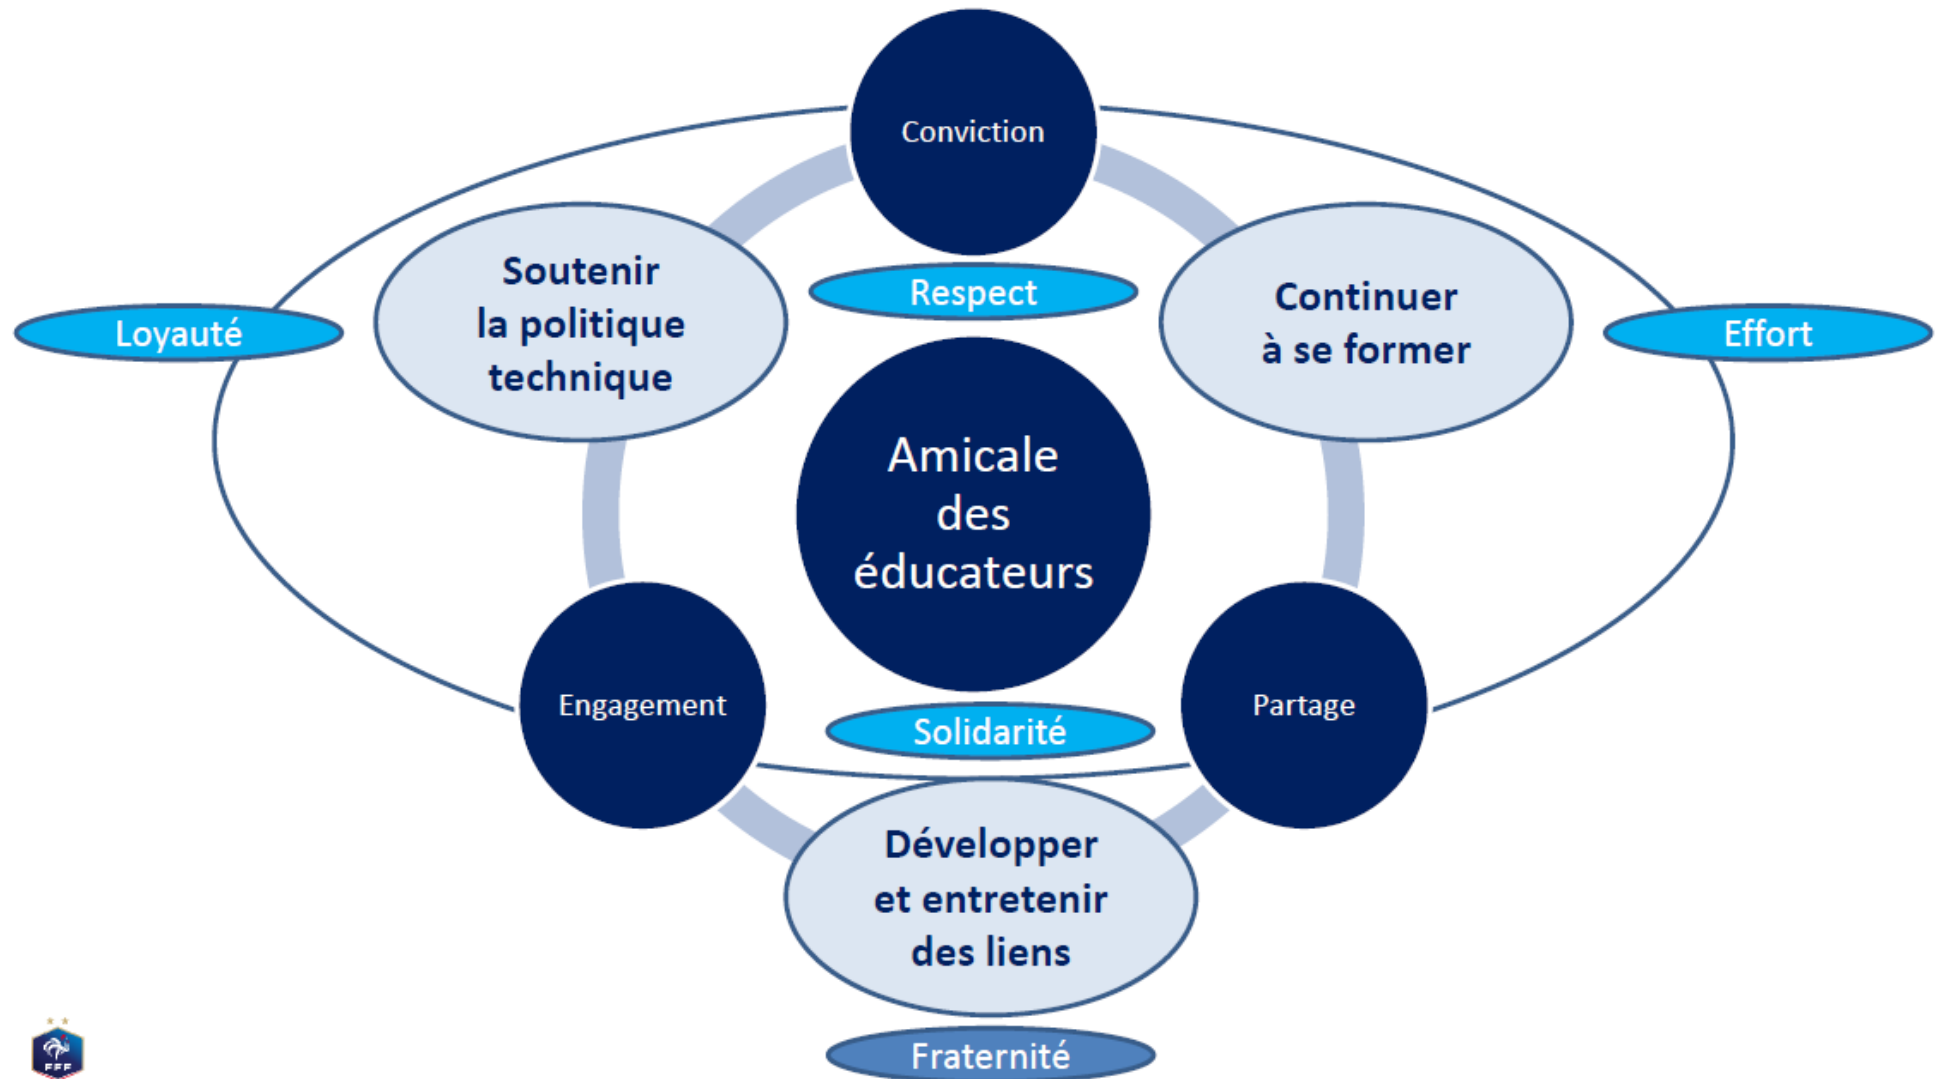 Conviction
Respect
Soutenir
la politique
technique
Continuer
à se former
Loyauté
Effort
Amicale
des
éducateurs
Engagement
Partage
Solidarité
Développer
et entretenir
des liens
Fraternité
FFF